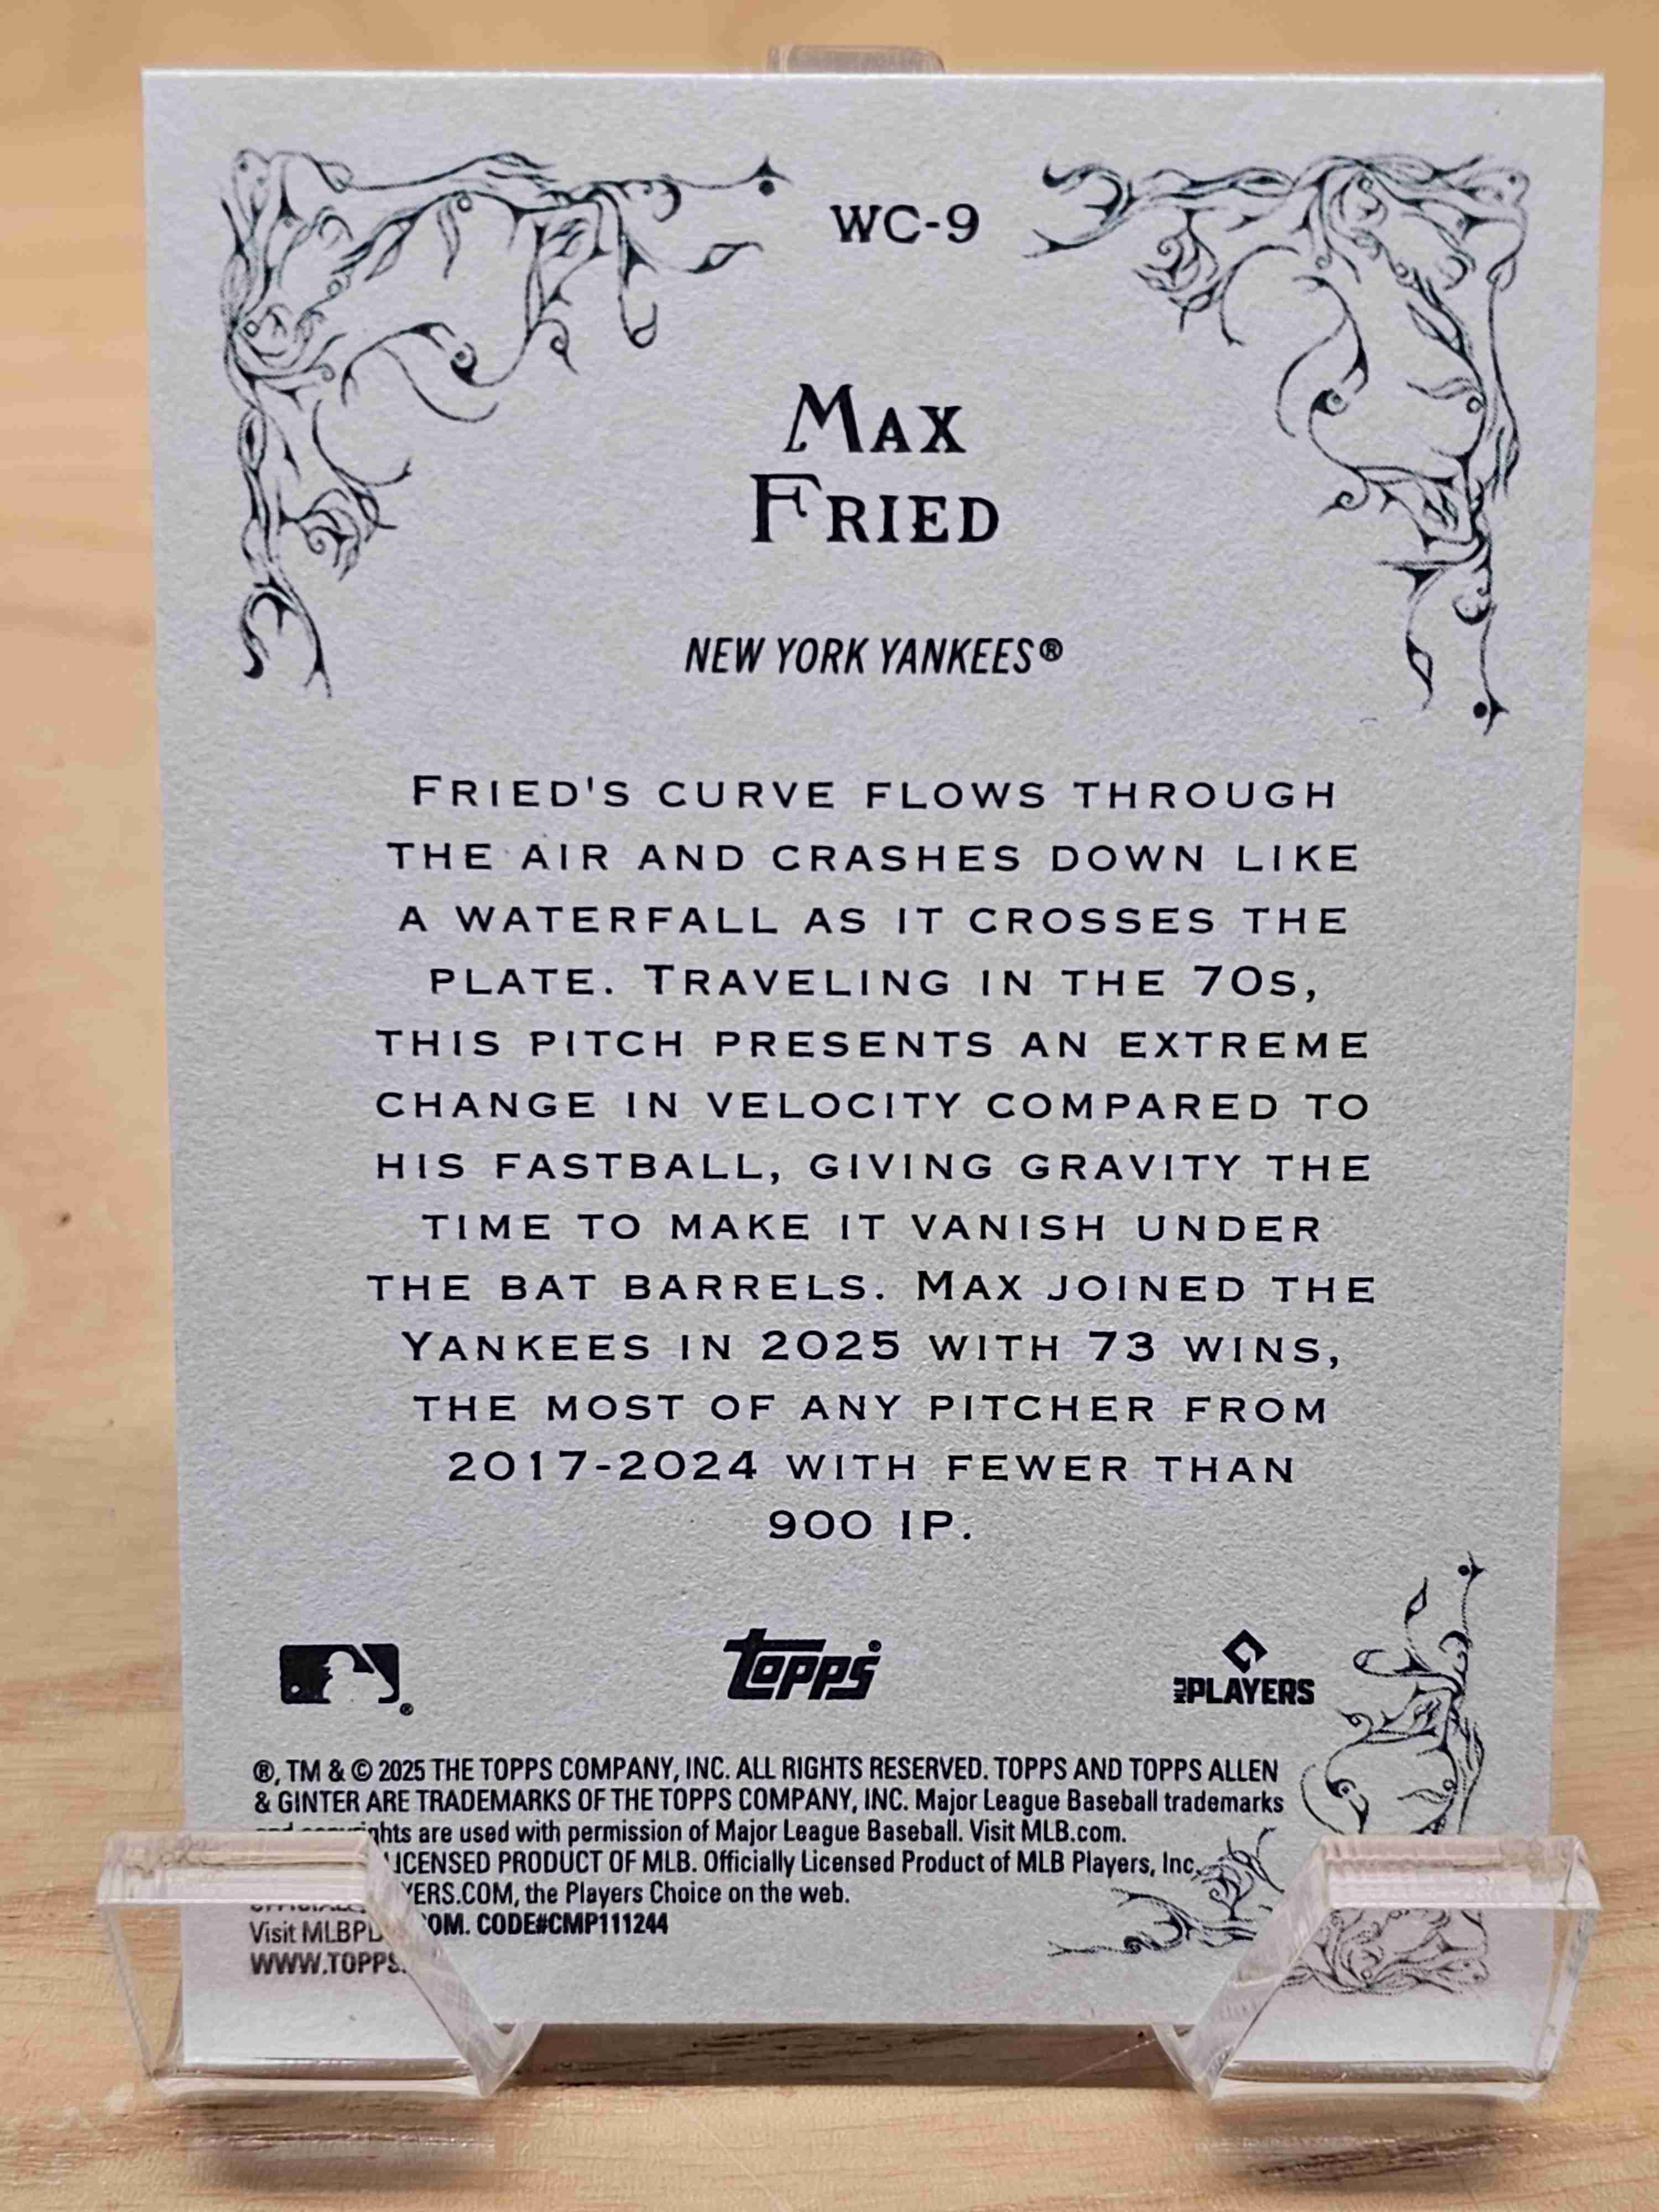 WC-9
MAX
FRIED
NEW YORK YANKEES®
FRIED'S CURVE FLOWS THROUGH
THE AIR AND CRASHES DOWN LIKE
A WATERFALL AS IT CROSSES THE
PLATE. TRAVELING IN THE 70S,
THIS PITCH PRESENTS AN EXTREME
CHANGE IN VELOCITY COMPARED TO
HIS FASTBALL, GIVING GRAVITY THE
TIME TO MAKE IT VANISH UNDER
THE BAT BARRELS. MAX JOINED THE
YANKEES IN 2025 WITH 73 WINS,
THE MOST OF ANY PITCHER FROM
2017-2024 WITH FEWER THAN
900 IP.
® topps MLB PLAYERS
®, TM & © 2025 THE TOPPS COMPANY, INC. ALL RIGHTS RESERVED. TOPPS AND TOPPS ALLEN
& GINTER ARE TRADEMARKS OF THE TOPPS COMPANY, INC. Major League Baseball trademarks
are used with permission of Major League Baseball. Visit MLB.com.
PRODUCT OF MLB. Officially Licensed Product of MLB Players, Inc.
the Players Choice on the web.
Visit CODE#CMP111244
WWW.TOPPS.